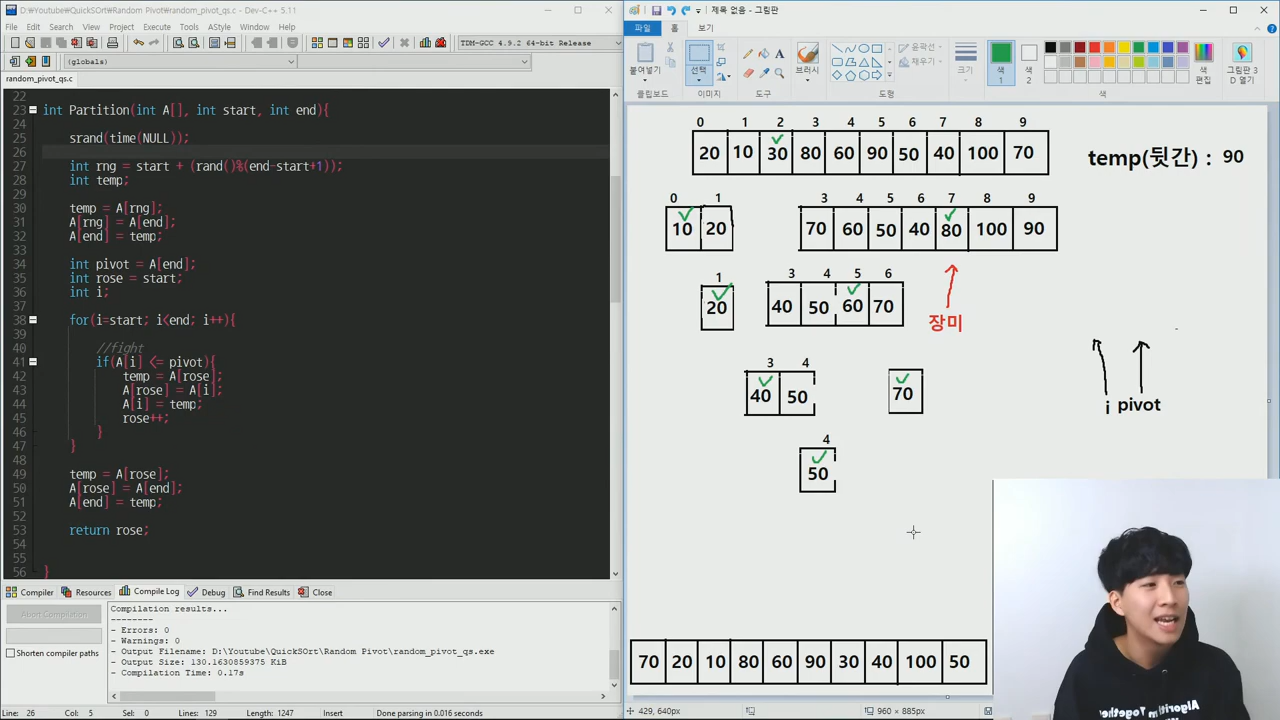 D:\Youtube\QuickSOrt\Random Pivot\random_pivot_qs.c - Dev-C++ 5.11
File Edit Search View Project Execute Tools AStyle Window Help
TDM-GCC 4.9.2 64-bit Release
(globals)
random_pivot_qs.c
22
23 int Partition(int A[], int start, int end){
24
25 srand(time(NULL));
26
27 int rng = start + (rand()%(end-start+1));
28 int temp;
29
30 temp = A[rng];
31 A[rng] = A[end];
32 A[end] = temp;
33
34 int pivot = A[end];
35 int rose = start;
36 int i;
37
38 for(i=start; i<end; i++){
39
40 //fight
41 if(A[i] <= pivot){
42 temp = A[rose];
43 A[rose] = A[i];
44 A[i] = temp;
45 rose++;
46 }
47 }
48
49 temp = A[rose];
50 A[rose] = A[end];
51 A[end] = temp;
52
53 return rose;
54
55
56 }
Compiler Resources Compile Log Debug Find Results Close
Abort Compilation
Shorten compiler paths
Compilation results...
--------
- Errors: 0
- Warnings: 0
- Output Filename: D:\Youtube\QuickSOrt\Random Pivot\random_pivot_qs.exe
- Output Size: 130.1630859375 KiB
- Compilation Time: 0.17s
Line: 26 Col: 5 Sel: 0 Lines: 129 Length: 1247 Insert Done parsing in 0.016 seconds
제목 없음 - 그림판
파일 홈 보기
붙여넣기 선택 브러시 윤곽선 채우기 크기 색 1 색 2 색 편집 그림판 3D 열기
클립보드 이미지 도구 도형 색
0 1 2 3 4 5 6 7 8 9
20 10 30 80 60 90 50 40 100 70
temp(뒷간) : 90
0 1 3 4 5 6 7 8 9
10 20 70 60 50 40 80 100 90
1 3 4 5 6
20 40 50 60 70
장미
3 4
40 50 70
i pivot
4
50
70 20 10 80 60 90 30 40 100 50
Algorithm Together
429, 640px 960 × 885px